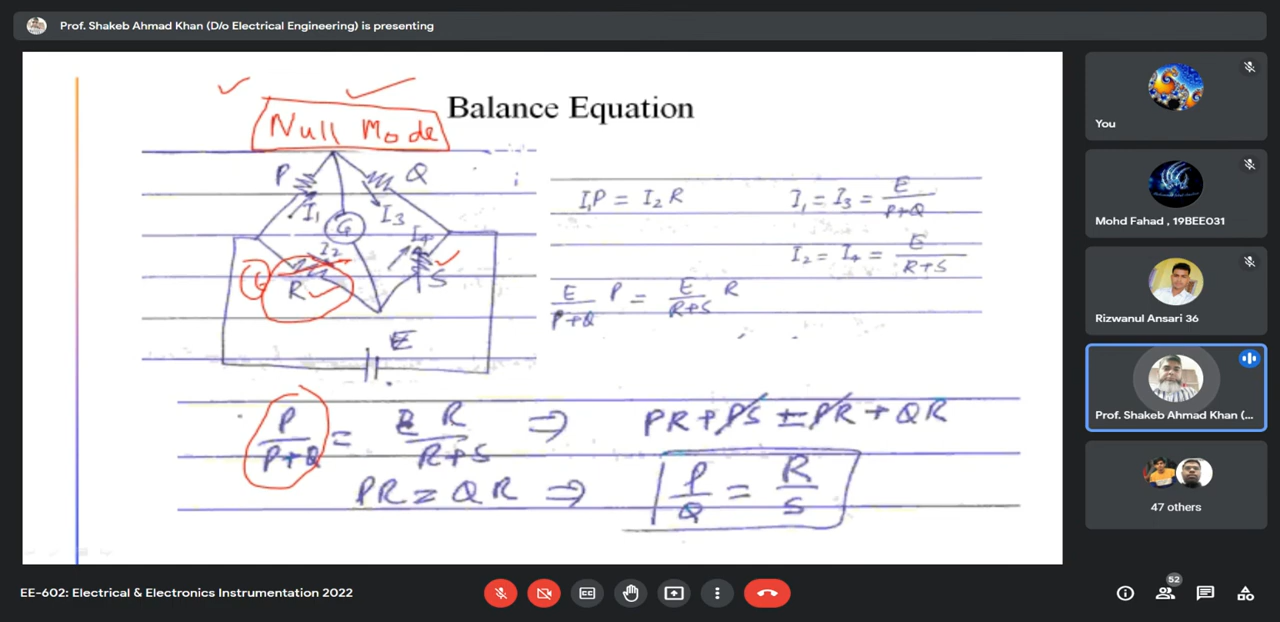 Prof. Shakeb Ahmad Khan (D/o Electrical Engineering) is presenting
Null Mode
Balance Equation
P Q
I1 I3
G
I2 I4
R S
E
I1P = I2 R
I1 = I3 = E/P+Q
I2 = I4 = E/R+S
E/P+Q P = E/R+S R
P/P+Q = R/R+S ⇒ PR + PS = PR + QR
PR = QR ⇒ P/Q = R/S
You
Mohd Fahad , 19BEE031
Rizwanul Ansari 36
Prof. Shakeb Ahmad Khan (...
47 others
EE-602: Electrical & Electronics Instrumentation 2022
52